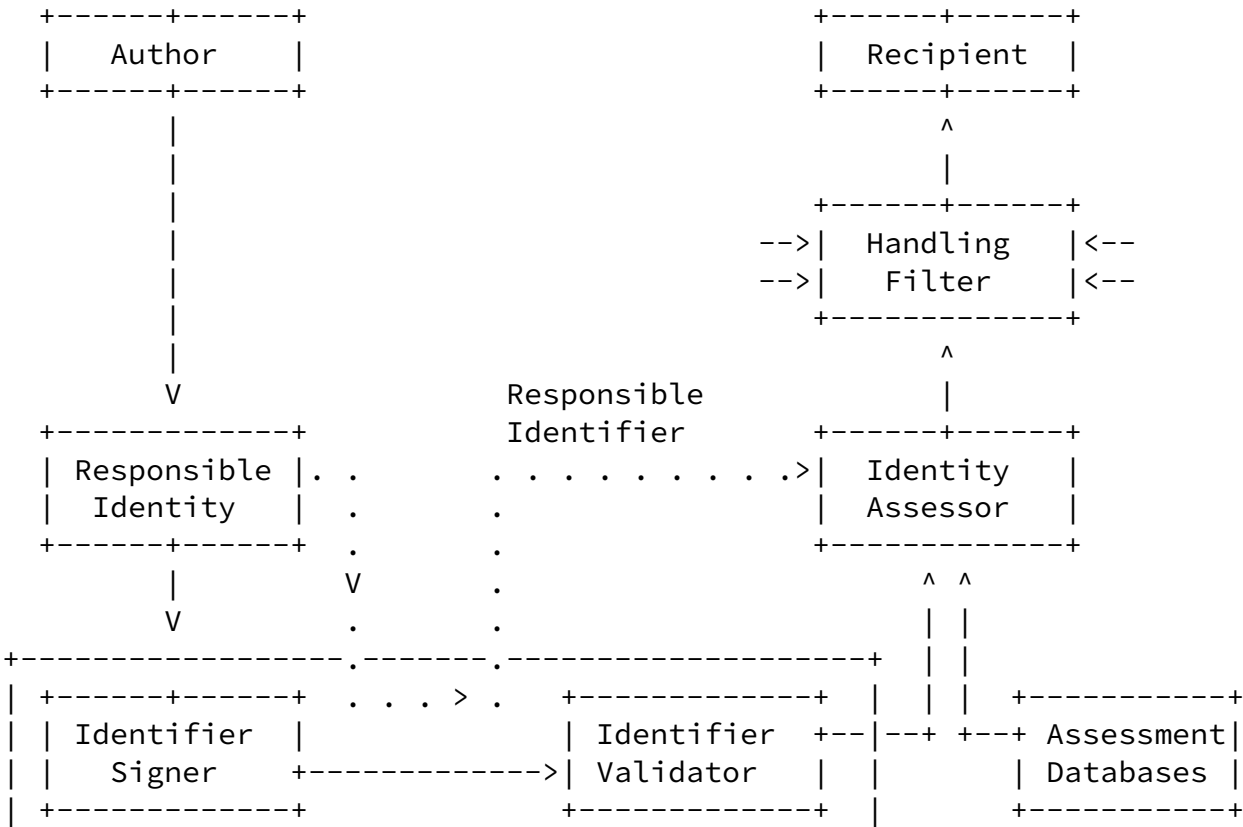 Author
Recipient
Handling
Filter
Responsible
Identifier
Responsible
Identity
Identity
Assessor
Identifier
Signer
Identifier
Validator
Assessment
Databases